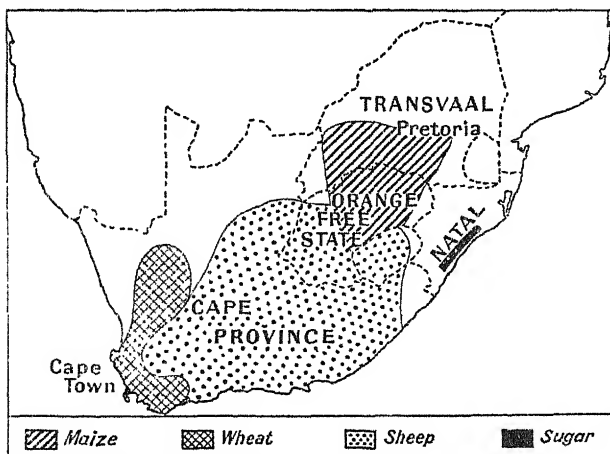 TRANSVAAL
Pretoria
ORANGE
FREE
STATE
NATAL
CAPE
PROVINCE
Cape
Town
Maize
Wheat
Sheep
Sugar